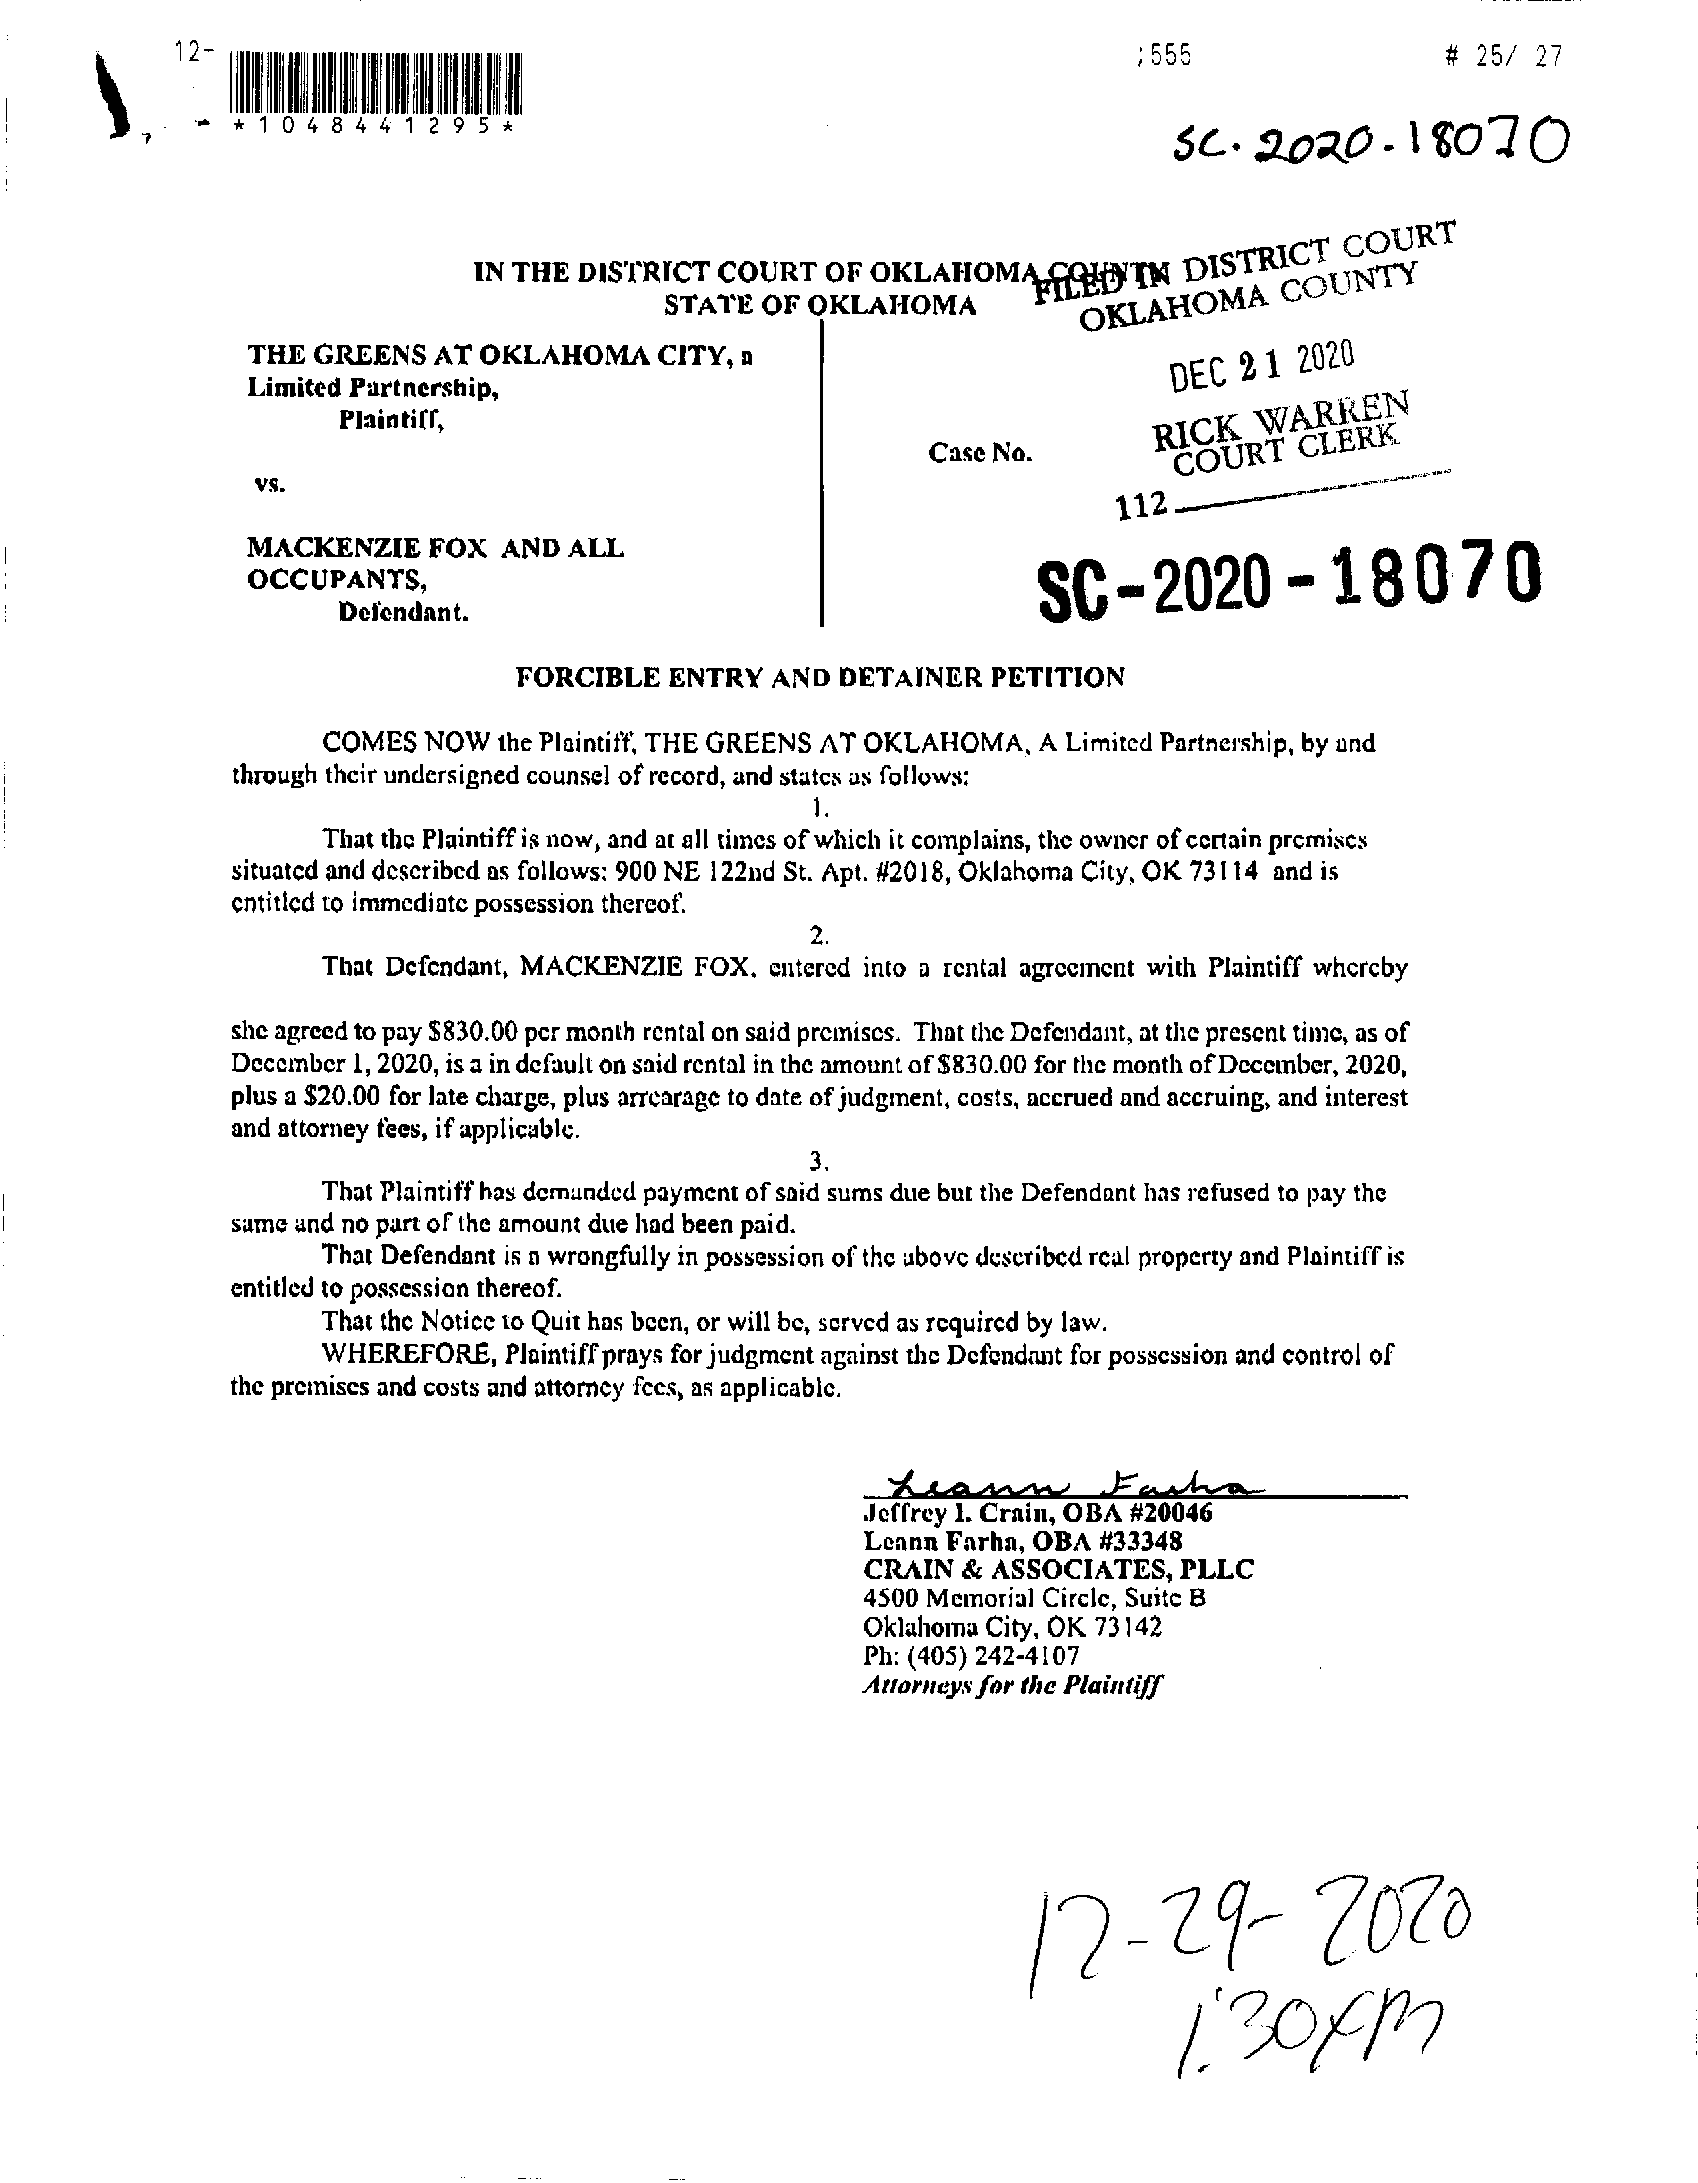 12-
;555
# 25/ 27
*1048441295*
SC-2020-18070
IN THE DISTRICT COURT OF OKLAHOMA COUNTY
STATE OF OKLAHOMA
FILED IN DISTRICT COURT
OKLAHOMA COUNTY
DEC 21 2020
RICK WARREN
COURT CLERK
112
THE GREENS AT OKLAHOMA CITY, a
Limited Partnership,
Plaintiff,
Case No.
vs.
MACKENZIE FOX AND ALL
OCCUPANTS,
Defendant.
SC-2020-18070
FORCIBLE ENTRY AND DETAINER PETITION
COMES NOW the Plaintiff, THE GREENS AT OKLAHOMA, A Limited Partnership, by and
through their undersigned counsel of record, and states as follows:
1.
That the Plaintiff is now, and at all times of which it complains, the owner of certain premises
situated and described as follows: 900 NE 122nd St. Apt. #2018, Oklahoma City, OK 73114 and is
entitled to immediate possession thereof.
2.
That Defendant, MACKENZIE FOX, entered into a rental agreement with Plaintiff whereby
she agreed to pay $830.00 per month rental on said premises. That the Defendant, at the present time, as of
December 1, 2020, is a in default on said rental in the amount of $830.00 for the month of December, 2020,
plus a $20.00 for late charge, plus arrearage to date of judgment, costs, accrued and accruing, and interest
and attorney fees, if applicable.
3.
That Plaintiff has demanded payment of said sums due but the Defendant has refused to pay the
same and no part of the amount due had been paid.
That Defendant is a wrongfully in possession of the above described real property and Plaintiff is
entitled to possession thereof.
That the Notice to Quit has been, or will be, served as required by law.
WHEREFORE, Plaintiff prays for judgment against the Defendant for possession and control of
the premises and costs and attorney fees, as applicable.
Leann Farha
Jeffrey I. Crain, OBA #20046
Leann Farha, OBA #33348
CRAIN & ASSOCIATES, PLLC
4500 Memorial Circle, Suite B
Oklahoma City, OK 73142
Ph: (405) 242-4107
Attorneys for the Plaintiff
12-29-2020
1:30pm